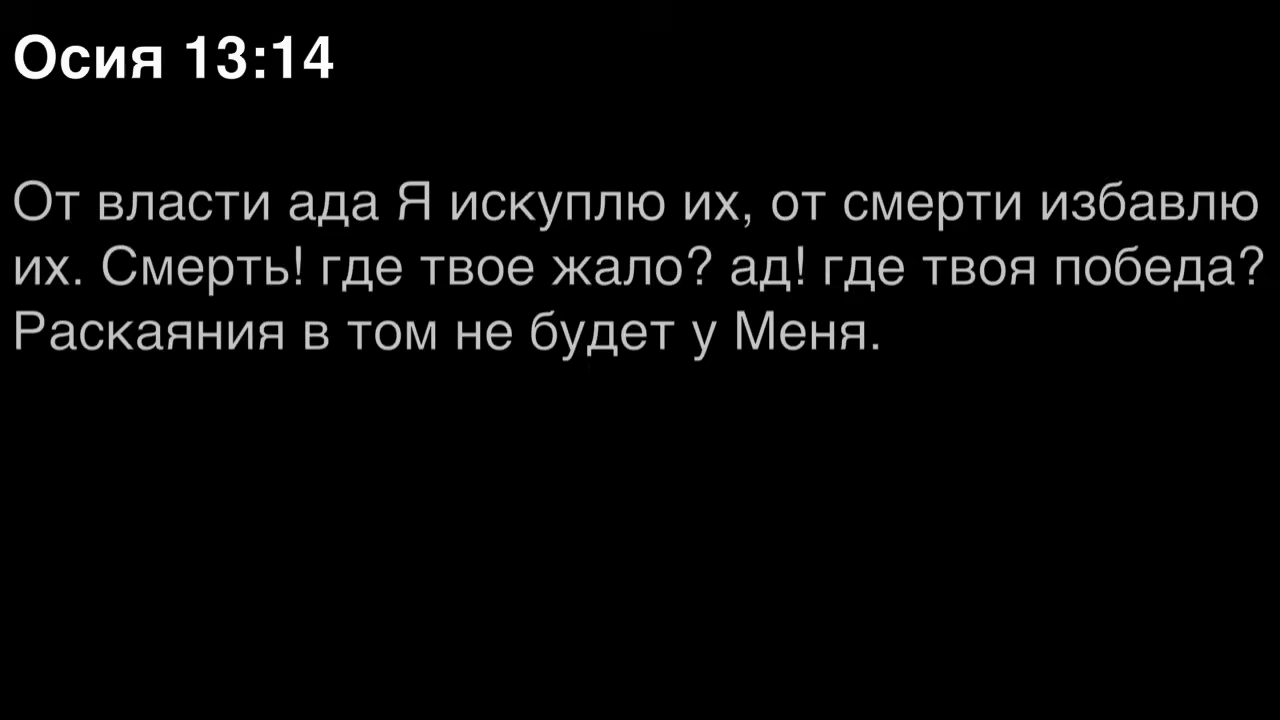 Осия 13:14
От власти ада Я искуплю их, от смерти избавлю
их. Смерть! где твое жало? ад! где твоя победа?
Раскаяния в том не будет у Меня.